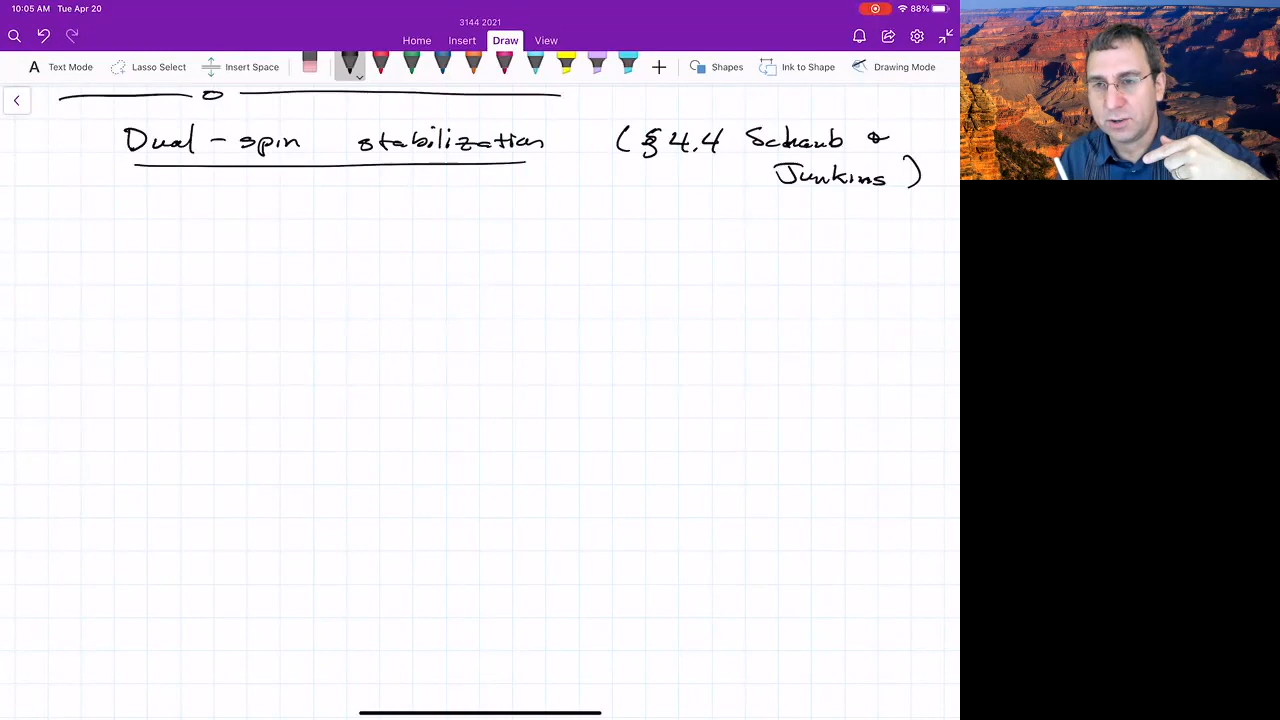 10:05 AM Tue Apr 20
88%
3144 2021
Home Insert Draw View
A Text Mode Lasso Select Insert Space Shapes Ink to Shape Drawing Mode
Dual - spin stabilization (§ 4.4 Schaub &
Junkins)